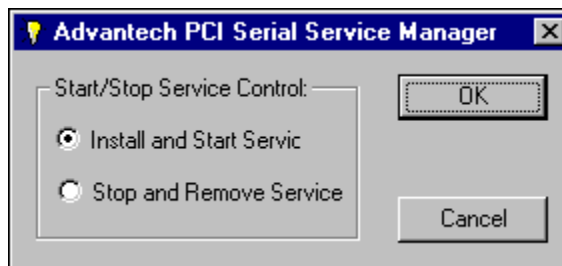 Advantech PCI Serial Service Manager
Start/Stop Service Control:
Install and Start Servic
Stop and Remove Service
OK
Cancel